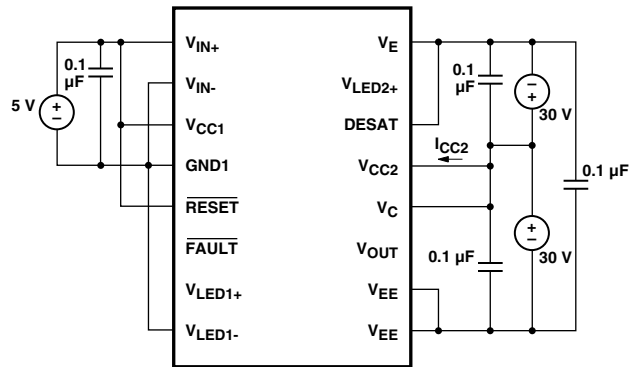 V_IN+
V_IN-
V_CC1
GND1
RESET
FAULT
V_LED1+
V_LED1-
V_E
V_LED2+
DESAT
V_CC2
V_C
V_OUT
V_EE
V_EE
0.1
µF
5 V
+
−
0.1
µF
−
+
30 V
I_CC2
0.1 µF
0.1 µF
+
−
30 V